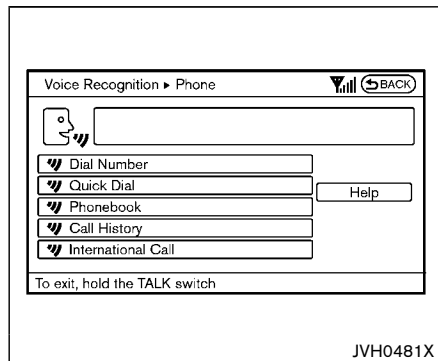 Voice Recognition ▸ Phone
BACK
Dial Number
Quick Dial
Help
Phonebook
Call History
International Call
To exit, hold the TALK switch
JVH0481X